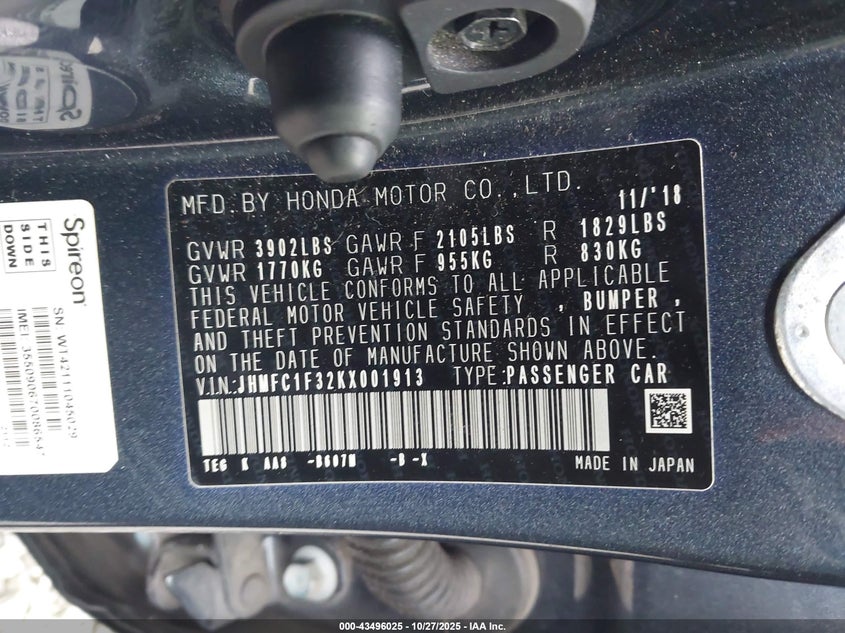 MFD. BY HONDA MOTOR CO.,LTD. 11/'18
GVWR 3902LBS GAWR F 2105LBS R 1829LBS
GVWR 1770KG GAWR F 955KG R 830KG
THIS VEHICLE CONFORMS TO ALL APPLICABLE
FEDERAL MOTOR VEHICLE SAFETY , BUMPER ,
AND THEFT PREVENTION STANDARDS IN EFFECT
ON THE DATE OF MANUFACTURE SHOWN ABOVE.
V.I.N.:JHMFC1F32KX001913 TYPE:PASSENGER CAR
TEG K AA8 -B607M -B -X
MADE IN JAPAN
Spireon
THIS
SIDE
DOWN
000-43496025 - 10/27/2025 - IAA Inc.